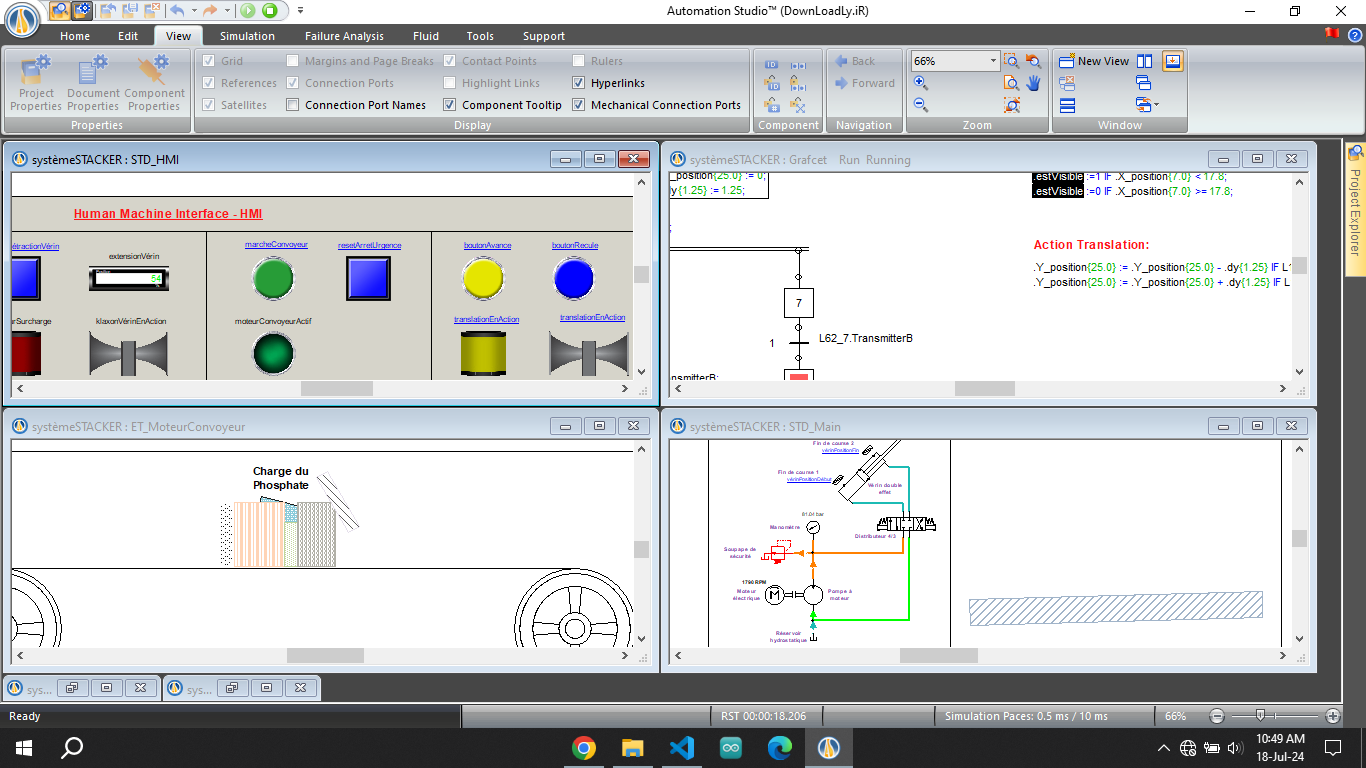 Automation Studio™ (DownLoadLy.iR)
Home Edit View Simulation Failure Analysis Fluid Tools Support
Project Properties
Document Properties
Component Properties
Properties
Grid Margins and Page Breaks Contact Points Rulers
References Connection Ports Highlight Links Hyperlinks
Satellites Connection Port Names Component Tooltip Mechanical Connection Ports
Display
Component
Back
Forward
Navigation
66%
Zoom
New View
Window
Project Explorer
systèmeSTACKER : STD_HMI
Human Machine Interface - HMI
étractionVérin extensionVérin marcheConvoyeur resetArretUrgence boutonAvance boutonRecule
54
urSurcharge klaxonVérinEnAction moteurConvoyeurActif translationEnAction translationEnAction
systèmeSTACKER : Grafcet Run Running
_position{25.0} := 0;
dy{1.25} := 1.25;
.estVisible :=1 IF .X_position{7.0} < 17.8;
.estVisible :=0 IF .X_position{7.0} >= 17.8;
Action Translation:
.Y_position{25.0} := .Y_position{25.0} - .dy{1.25} IF L1
.Y_position{25.0} := .Y_position{25.0} + .dy{1.25} IF L
7
1 L62_7.TransmitterB
nsmitterB;
systèmeSTACKER : ET_MoteurConvoyeur
Charge du
Phosphate
systèmeSTACKER : STD_Main
Fin de course 2
vérinPositionFin
Fin de course 1
vérinPositionDébut
Vérin double
effet
81.04 bar
Manomètre
Distributeur 4/3
Soupape de
sécurité
1790 RPM
Moteur
électrique
M
Pompe à
moteur
Réservoir
hydrostatique
sys...
sys...
Ready RST 00:00:18.206 Simulation Paces: 0.5 ms / 10 ms 66%
10:49 AM
18-Jul-24